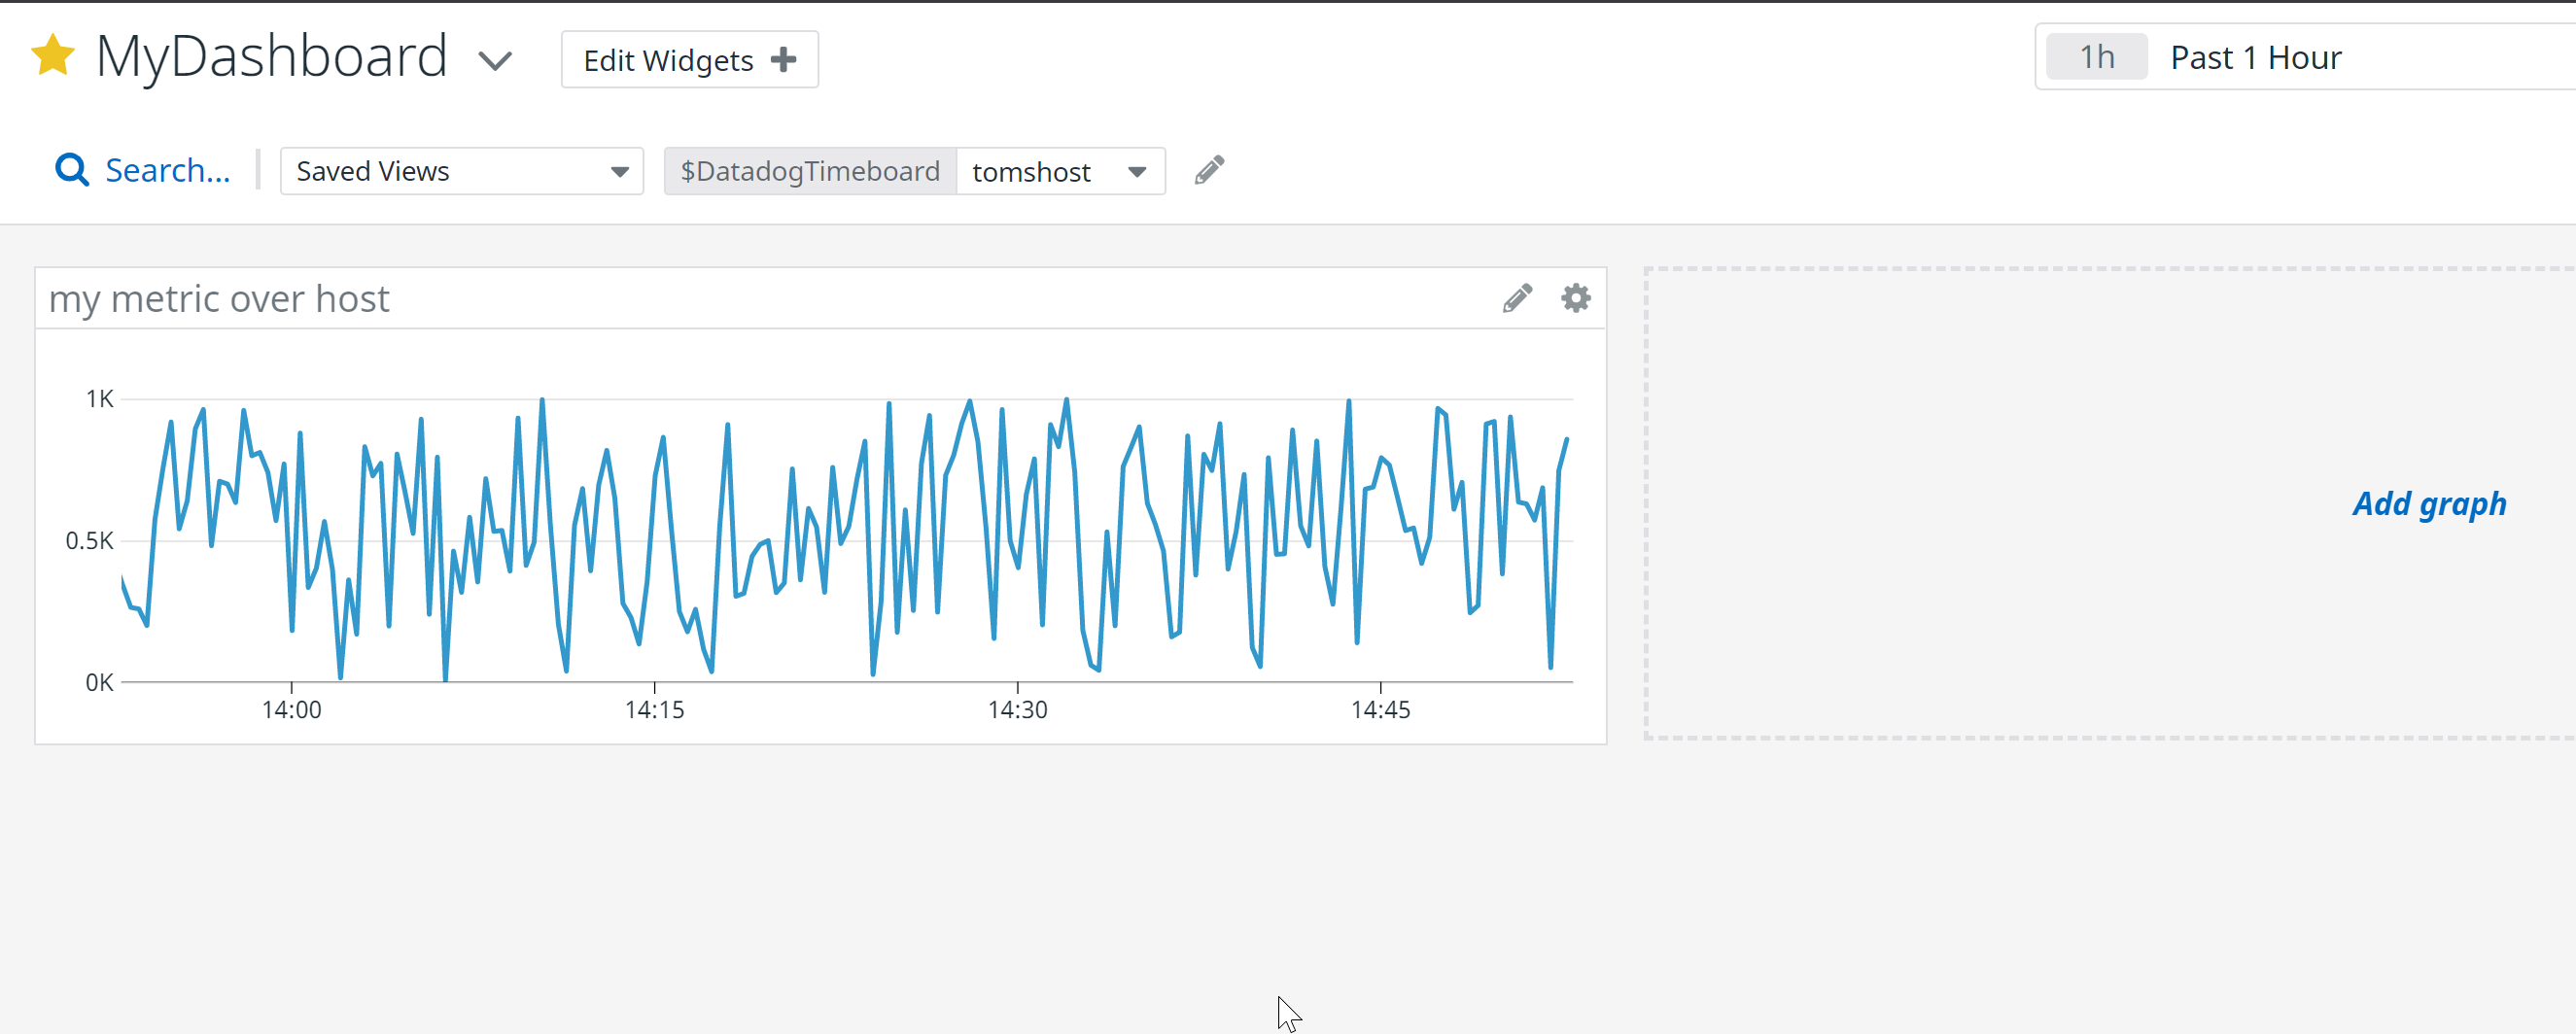 MyDashboard
Edit Widgets
1h Past 1 Hour
Search...
Saved Views
$DatadogTimeboard tomshost
my metric over host
1K
0.5K
0K
14:00 14:15 14:30 14:45
Add graph